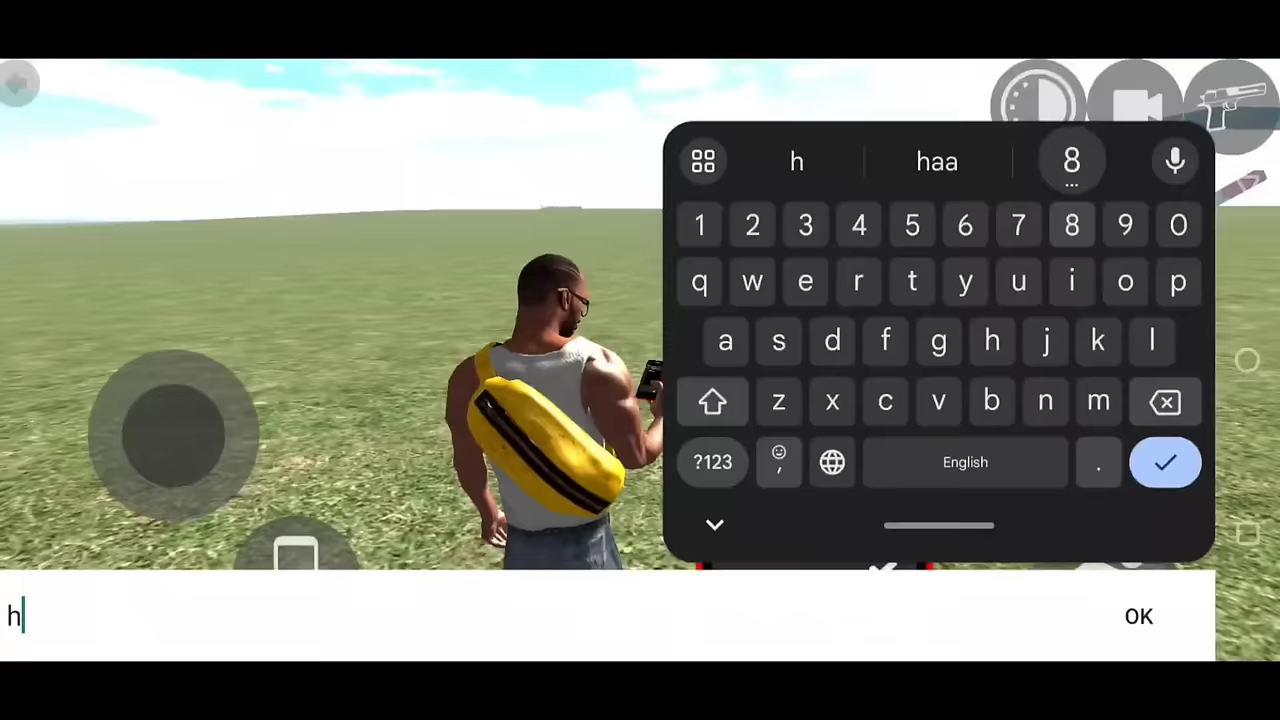 h haa 8
1 2 3 4 5 6 7 8 9 0
q w e r t y u i o p
a s d f g h j k l
z x c v b n m
?123 , English .
h
OK